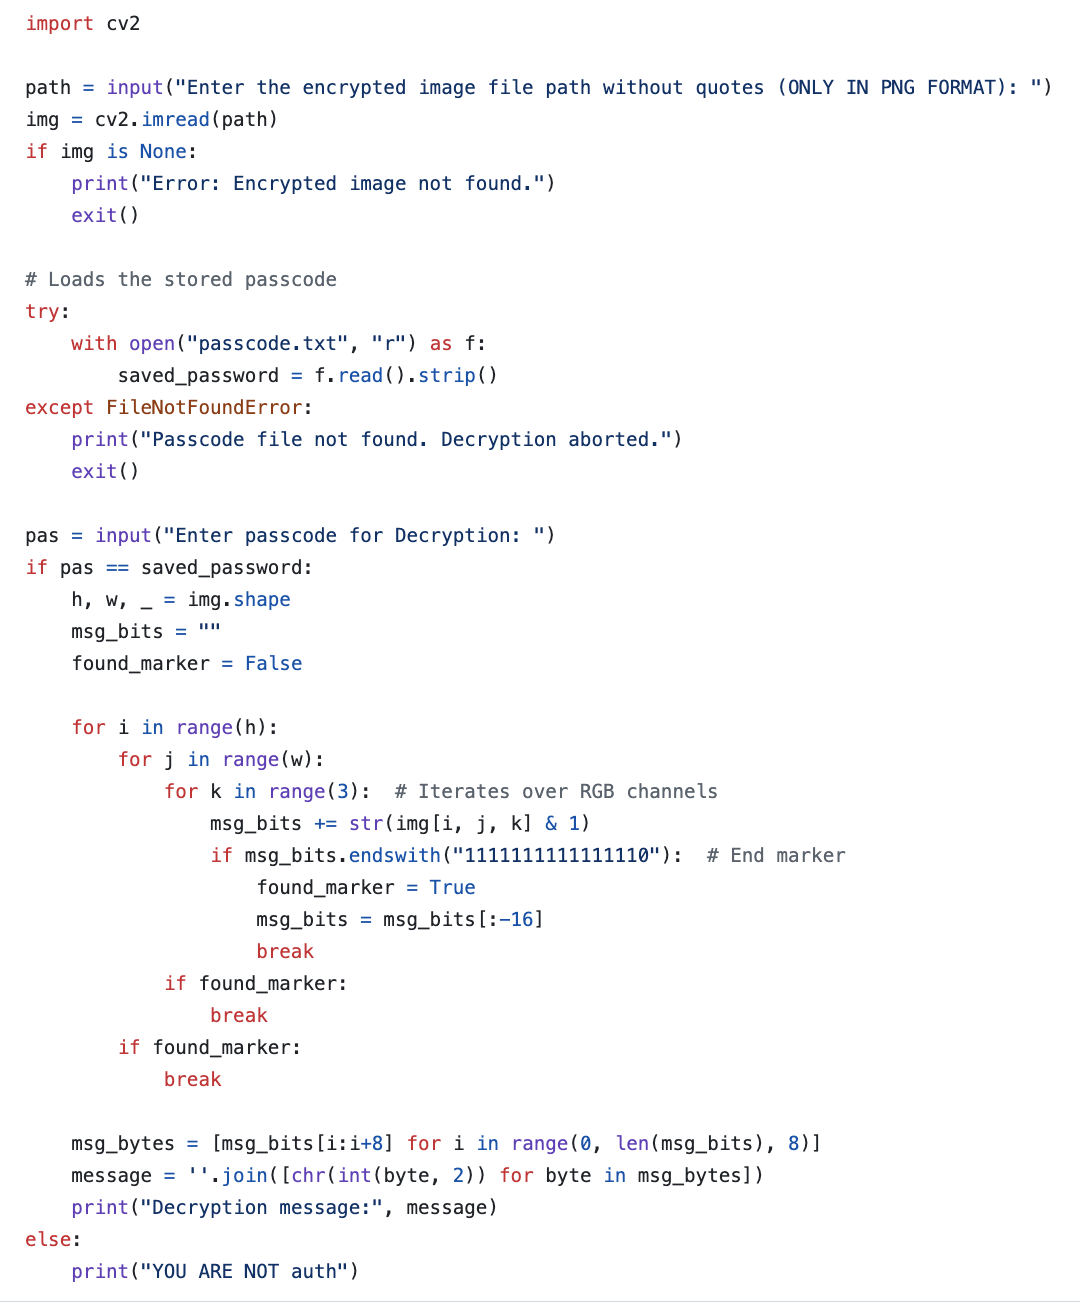 import cv2

path = input("Enter the encrypted image file path without quotes (ONLY IN PNG FORMAT): ")
img = cv2.imread(path)
if img is None:
    print("Error: Encrypted image not found.")
    exit()

# Loads the stored passcode
try:
    with open("passcode.txt", "r") as f:
        saved_password = f.read().strip()
except FileNotFoundError:
    print("Passcode file not found. Decryption aborted.")
    exit()

pas = input("Enter passcode for Decryption: ")
if pas == saved_password:
    h, w, _ = img.shape
    msg_bits = ""
    found_marker = False

    for i in range(h):
        for j in range(w):
            for k in range(3):  # Iterates over RGB channels
                msg_bits += str(img[i, j, k] & 1)
                if msg_bits.endswith("1111111111111110"):  # End marker
                    found_marker = True
                    msg_bits = msg_bits[:-16]
                    break
            if found_marker:
                break
        if found_marker:
            break

    msg_bytes = [msg_bits[i:i+8] for i in range(0, len(msg_bits), 8)]
    message = ''.join([chr(int(byte, 2)) for byte in msg_bytes])
    print("Decryption message:", message)
else:
    print("YOU ARE NOT auth")